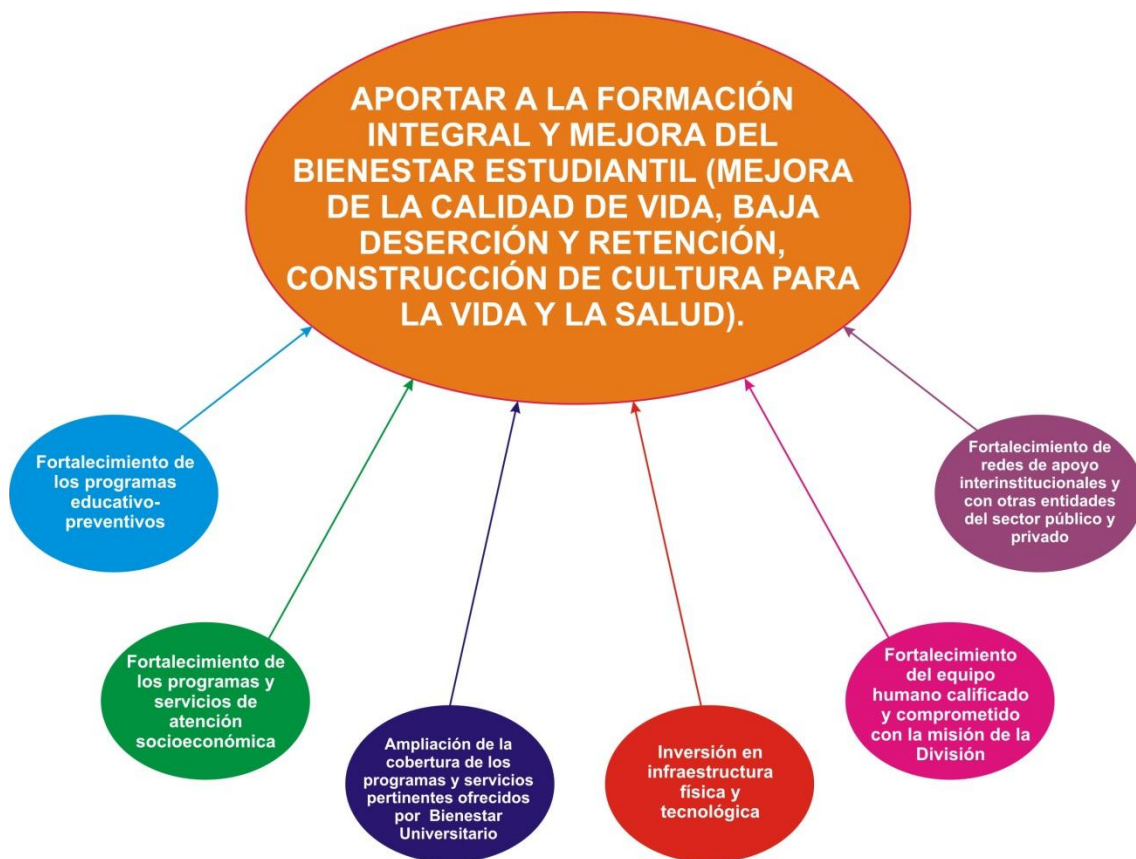 APORTAR A LA FORMACIÓN
INTEGRAL Y MEJORA DEL
BIENESTAR ESTUDIANTIL (MEJORA
DE LA CALIDAD DE VIDA, BAJA
DESERCIÓN Y RETENCIÓN,
CONSTRUCCIÓN DE CULTURA PARA
LA VIDA Y LA SALUD).
Fortalecimiento de
los programas
educativo-
preventivos
Fortalecimiento de
los programas y
servicios de
atención
socioeconómica
Ampliación de la
cobertura de los
programas y servicios
pertinentes ofrecidos
por Bienestar
Universitario
Inversión en
infraestructura
física y
tecnológica
Fortalecimiento
del equipo
humano calificado
y comprometido
con la misión de la
División
Fortalecimiento de
redes de apoyo
interinstitucionales y
con otras entidades
del sector público y
privado